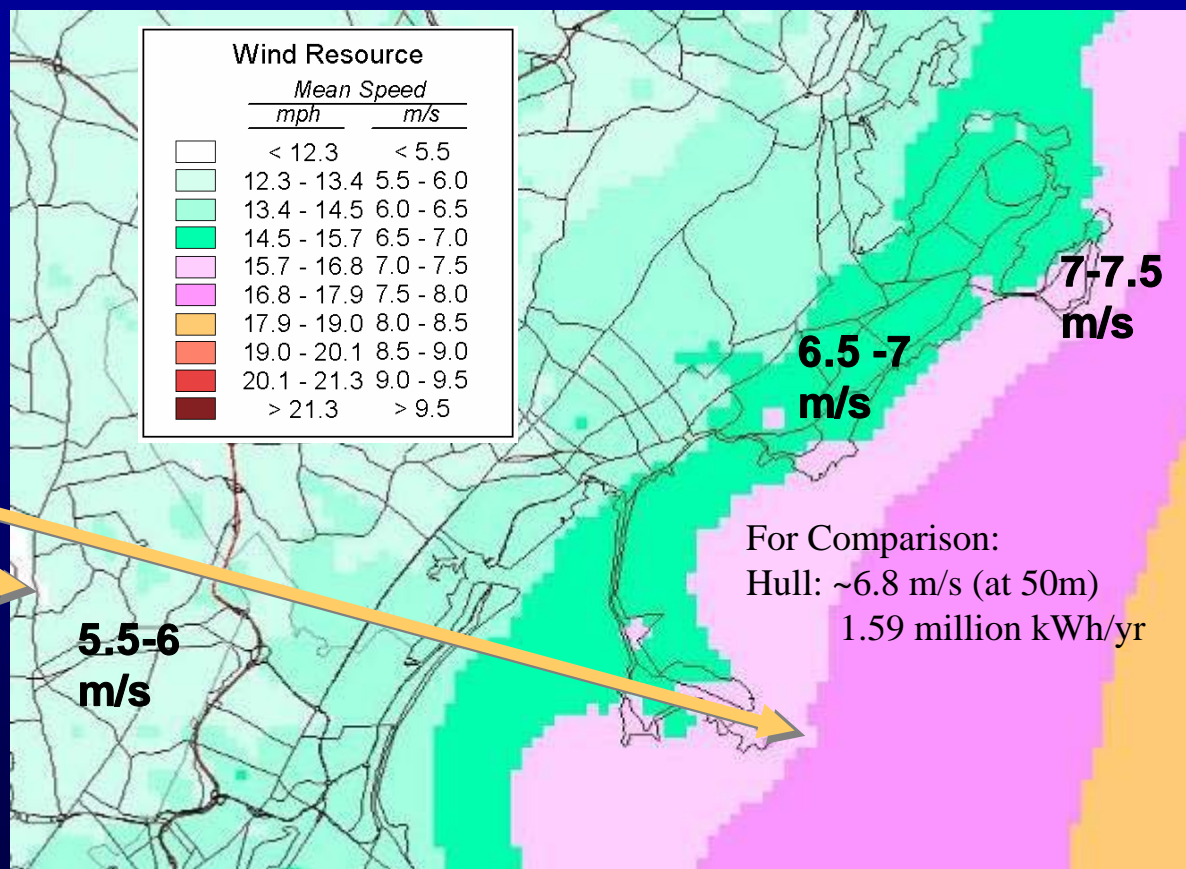 Wind Resource
Mean Speed
mph m/s
< 12.3 < 5.5
12.3 - 13.4 5.5 - 6.0
13.4 - 14.5 6.0 - 6.5
14.5 - 15.7 6.5 - 7.0
15.7 - 16.8 7.0 - 7.5
16.8 - 17.9 7.5 - 8.0
17.9 - 19.0 8.0 - 8.5
19.0 - 20.1 8.5 - 9.0
20.1 - 21.3 9.0 - 9.5
> 21.3 > 9.5
7-7.5
m/s
6.5 -7
m/s
For Comparison:
Hull: ~6.8 m/s (at 50m)
1.59 million kWh/yr
5.5-6
m/s